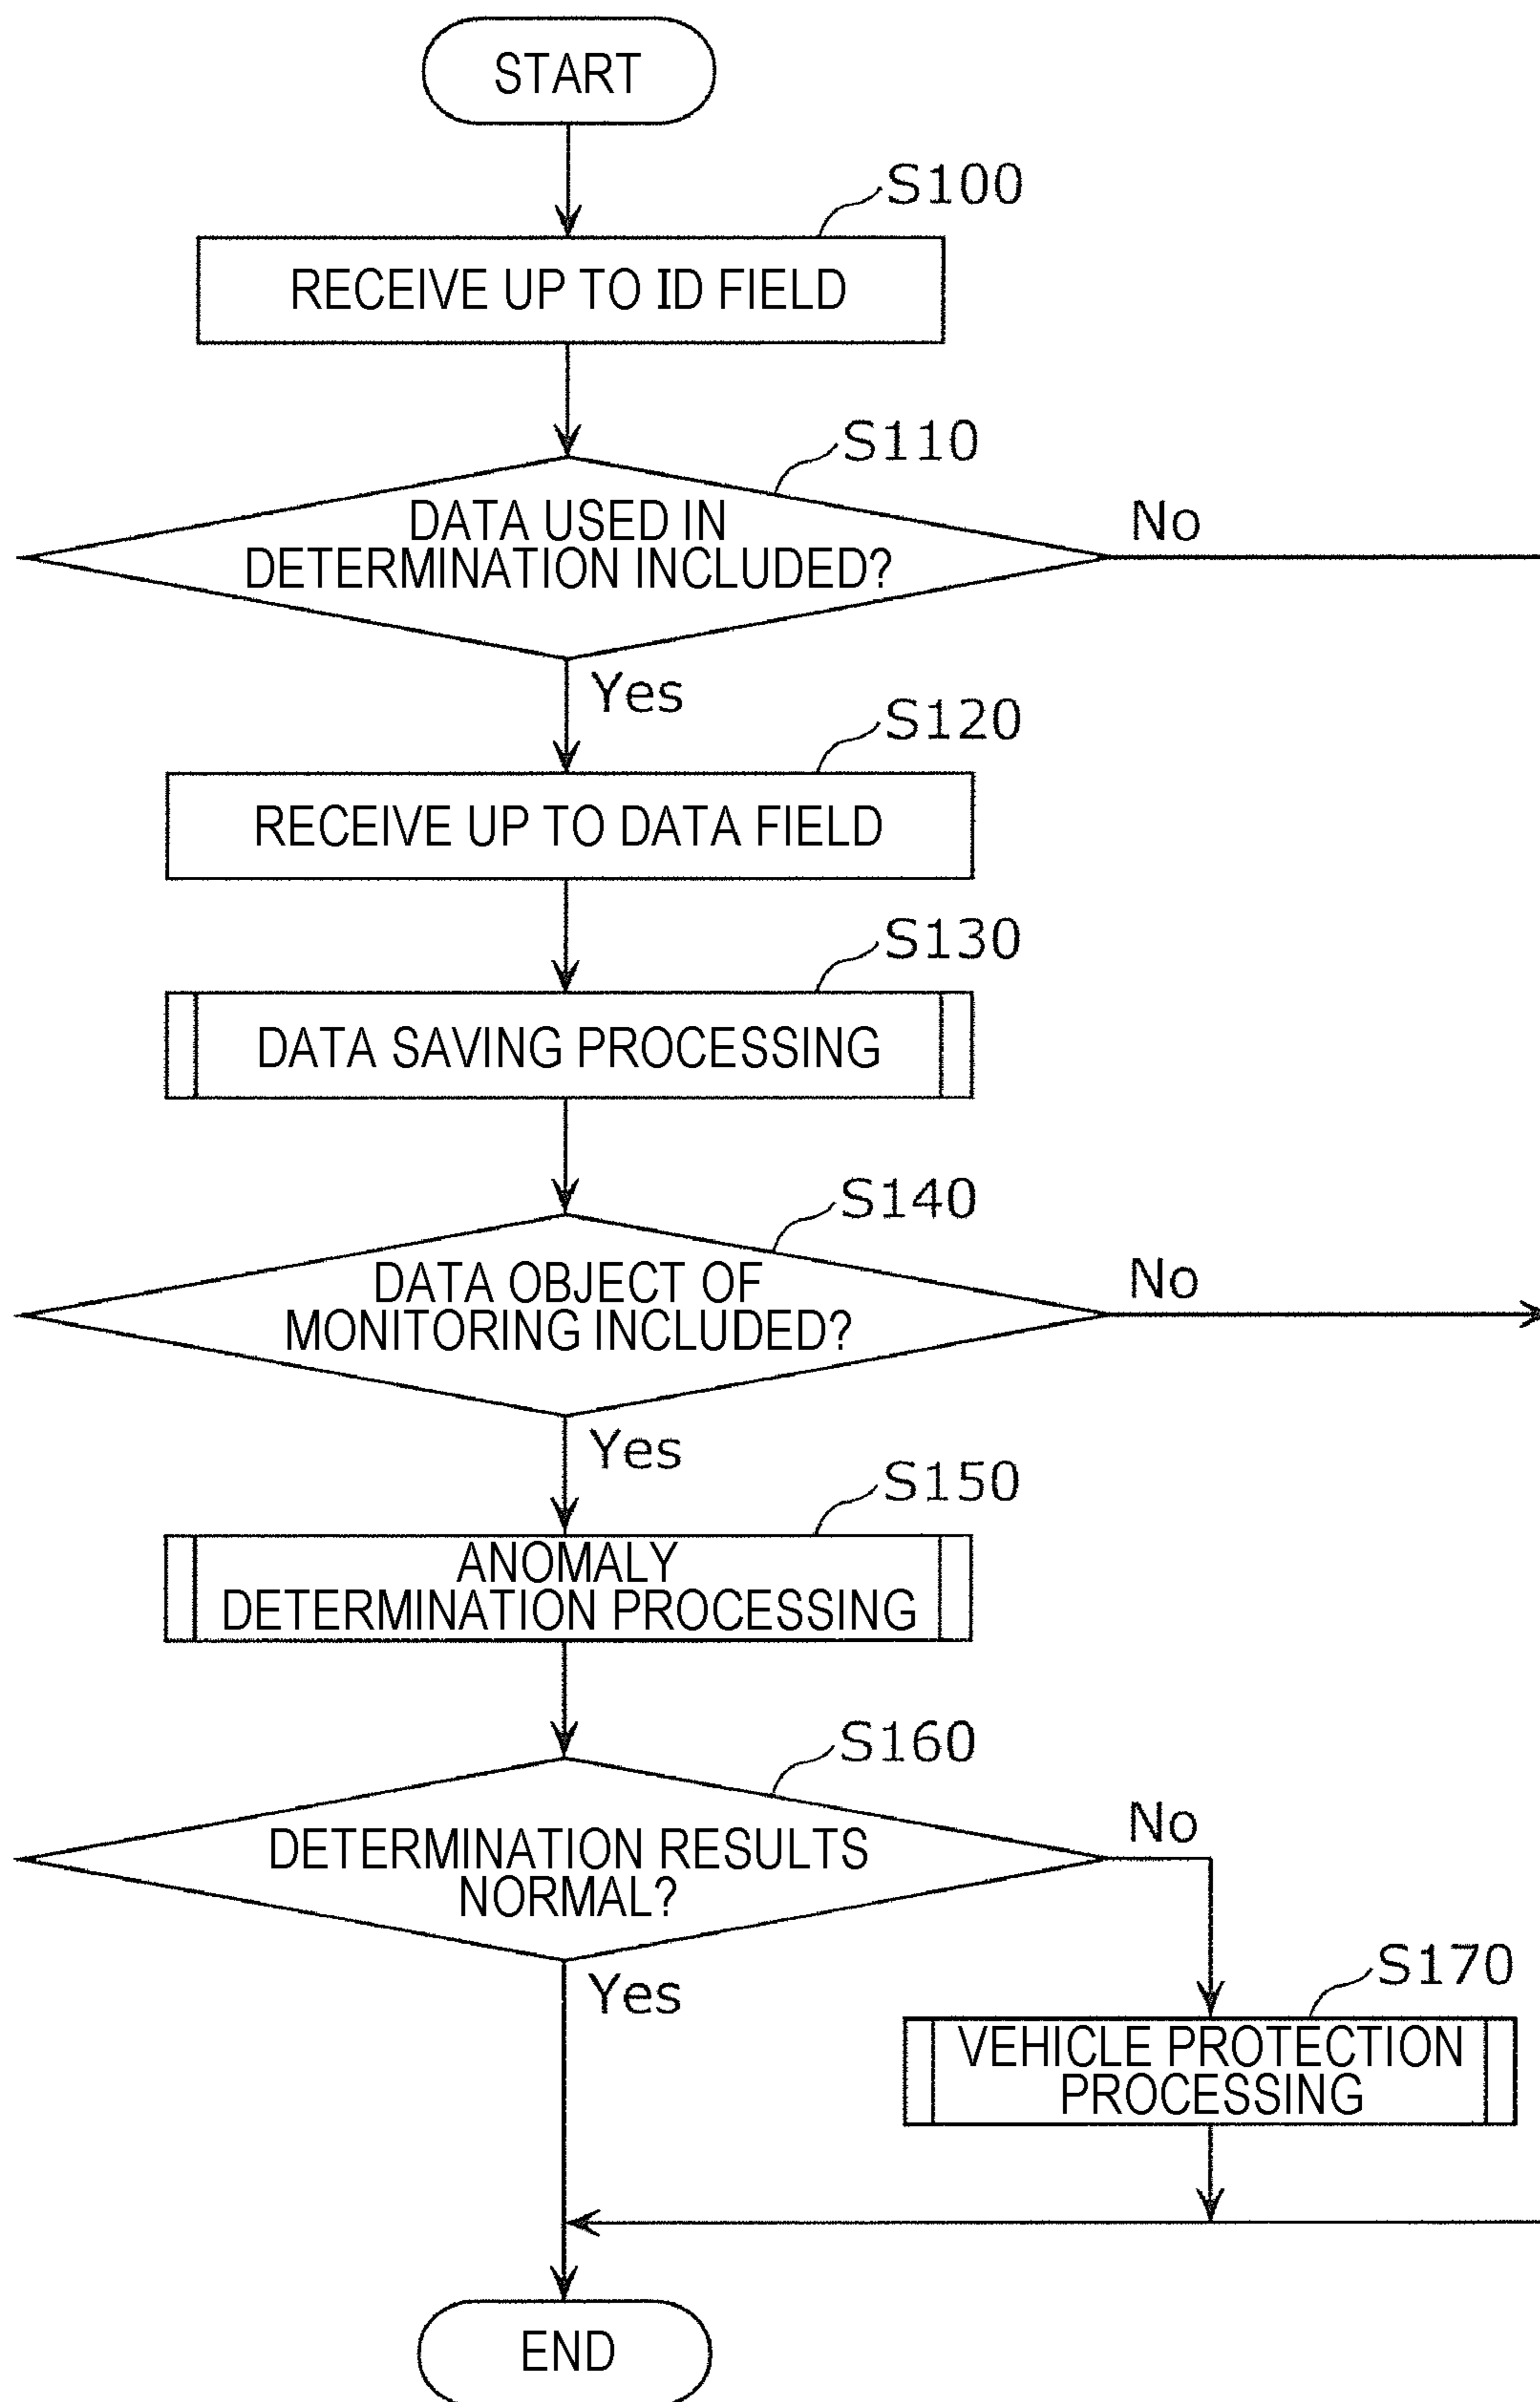 START
S100
RECEIVE UP TO ID FIELD
S110
DATA USED IN
DETERMINATION INCLUDED?
No
Yes
S120
RECEIVE UP TO DATA FIELD
S130
DATA SAVING PROCESSING
S140
DATA OBJECT OF
MONITORING INCLUDED?
No
Yes
S150
ANOMALY
DETERMINATION PROCESSING
S160
DETERMINATION RESULTS
NORMAL?
No
Yes
S170
VEHICLE PROTECTION
PROCESSING
END